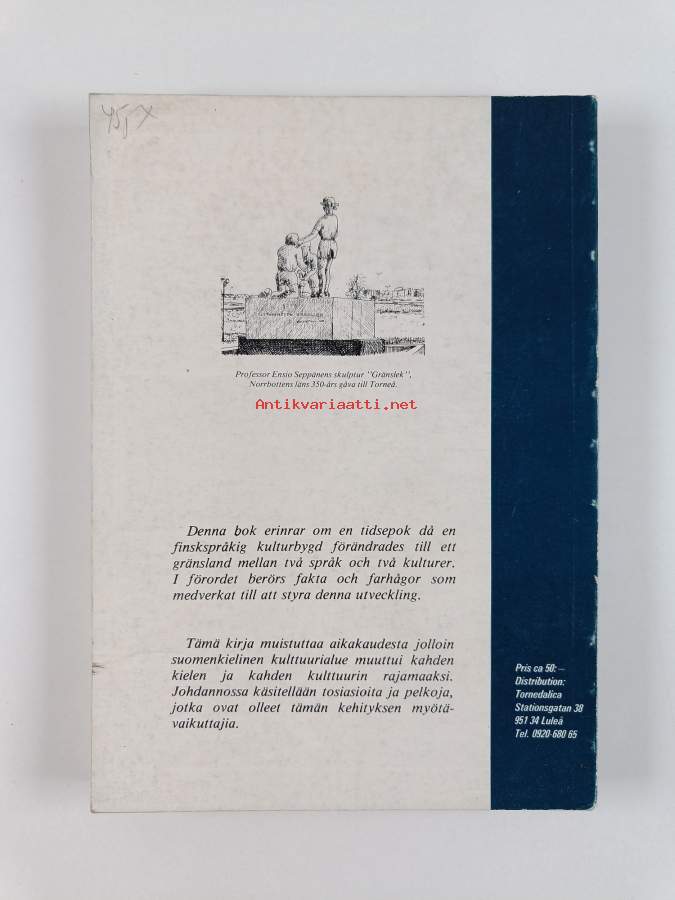 45,
Professor Ensio Seppänens skulptur "Gränslek",
Norrbottens läns 350-års gåva till Torneå.
Antikvariaatti.net
Denna bok erinrar om en tidsepok då en
finskspråkig kulturbygd förändrades till ett
gränsland mellan två språk och två kulturer.
I förordet berörs fakta och farhågor som
medverkat till att styra denna utveckling.
Tämä kirja muistuttaa aikakaudesta jolloin
suomenkielinen kulttuurialue muuttui kahden
kielen ja kahden kulttuurin rajamaaksi.
Johdannossa käsitellään tosiasioita ja pelkoja,
jotka ovat olleet tämän kehityksen myötä-
vaikuttajia.
Pris ca 50:–
Distribution:
Tornedalica
Stationsgatan 38
951 34 Luleå
Tel. 0920-680 65